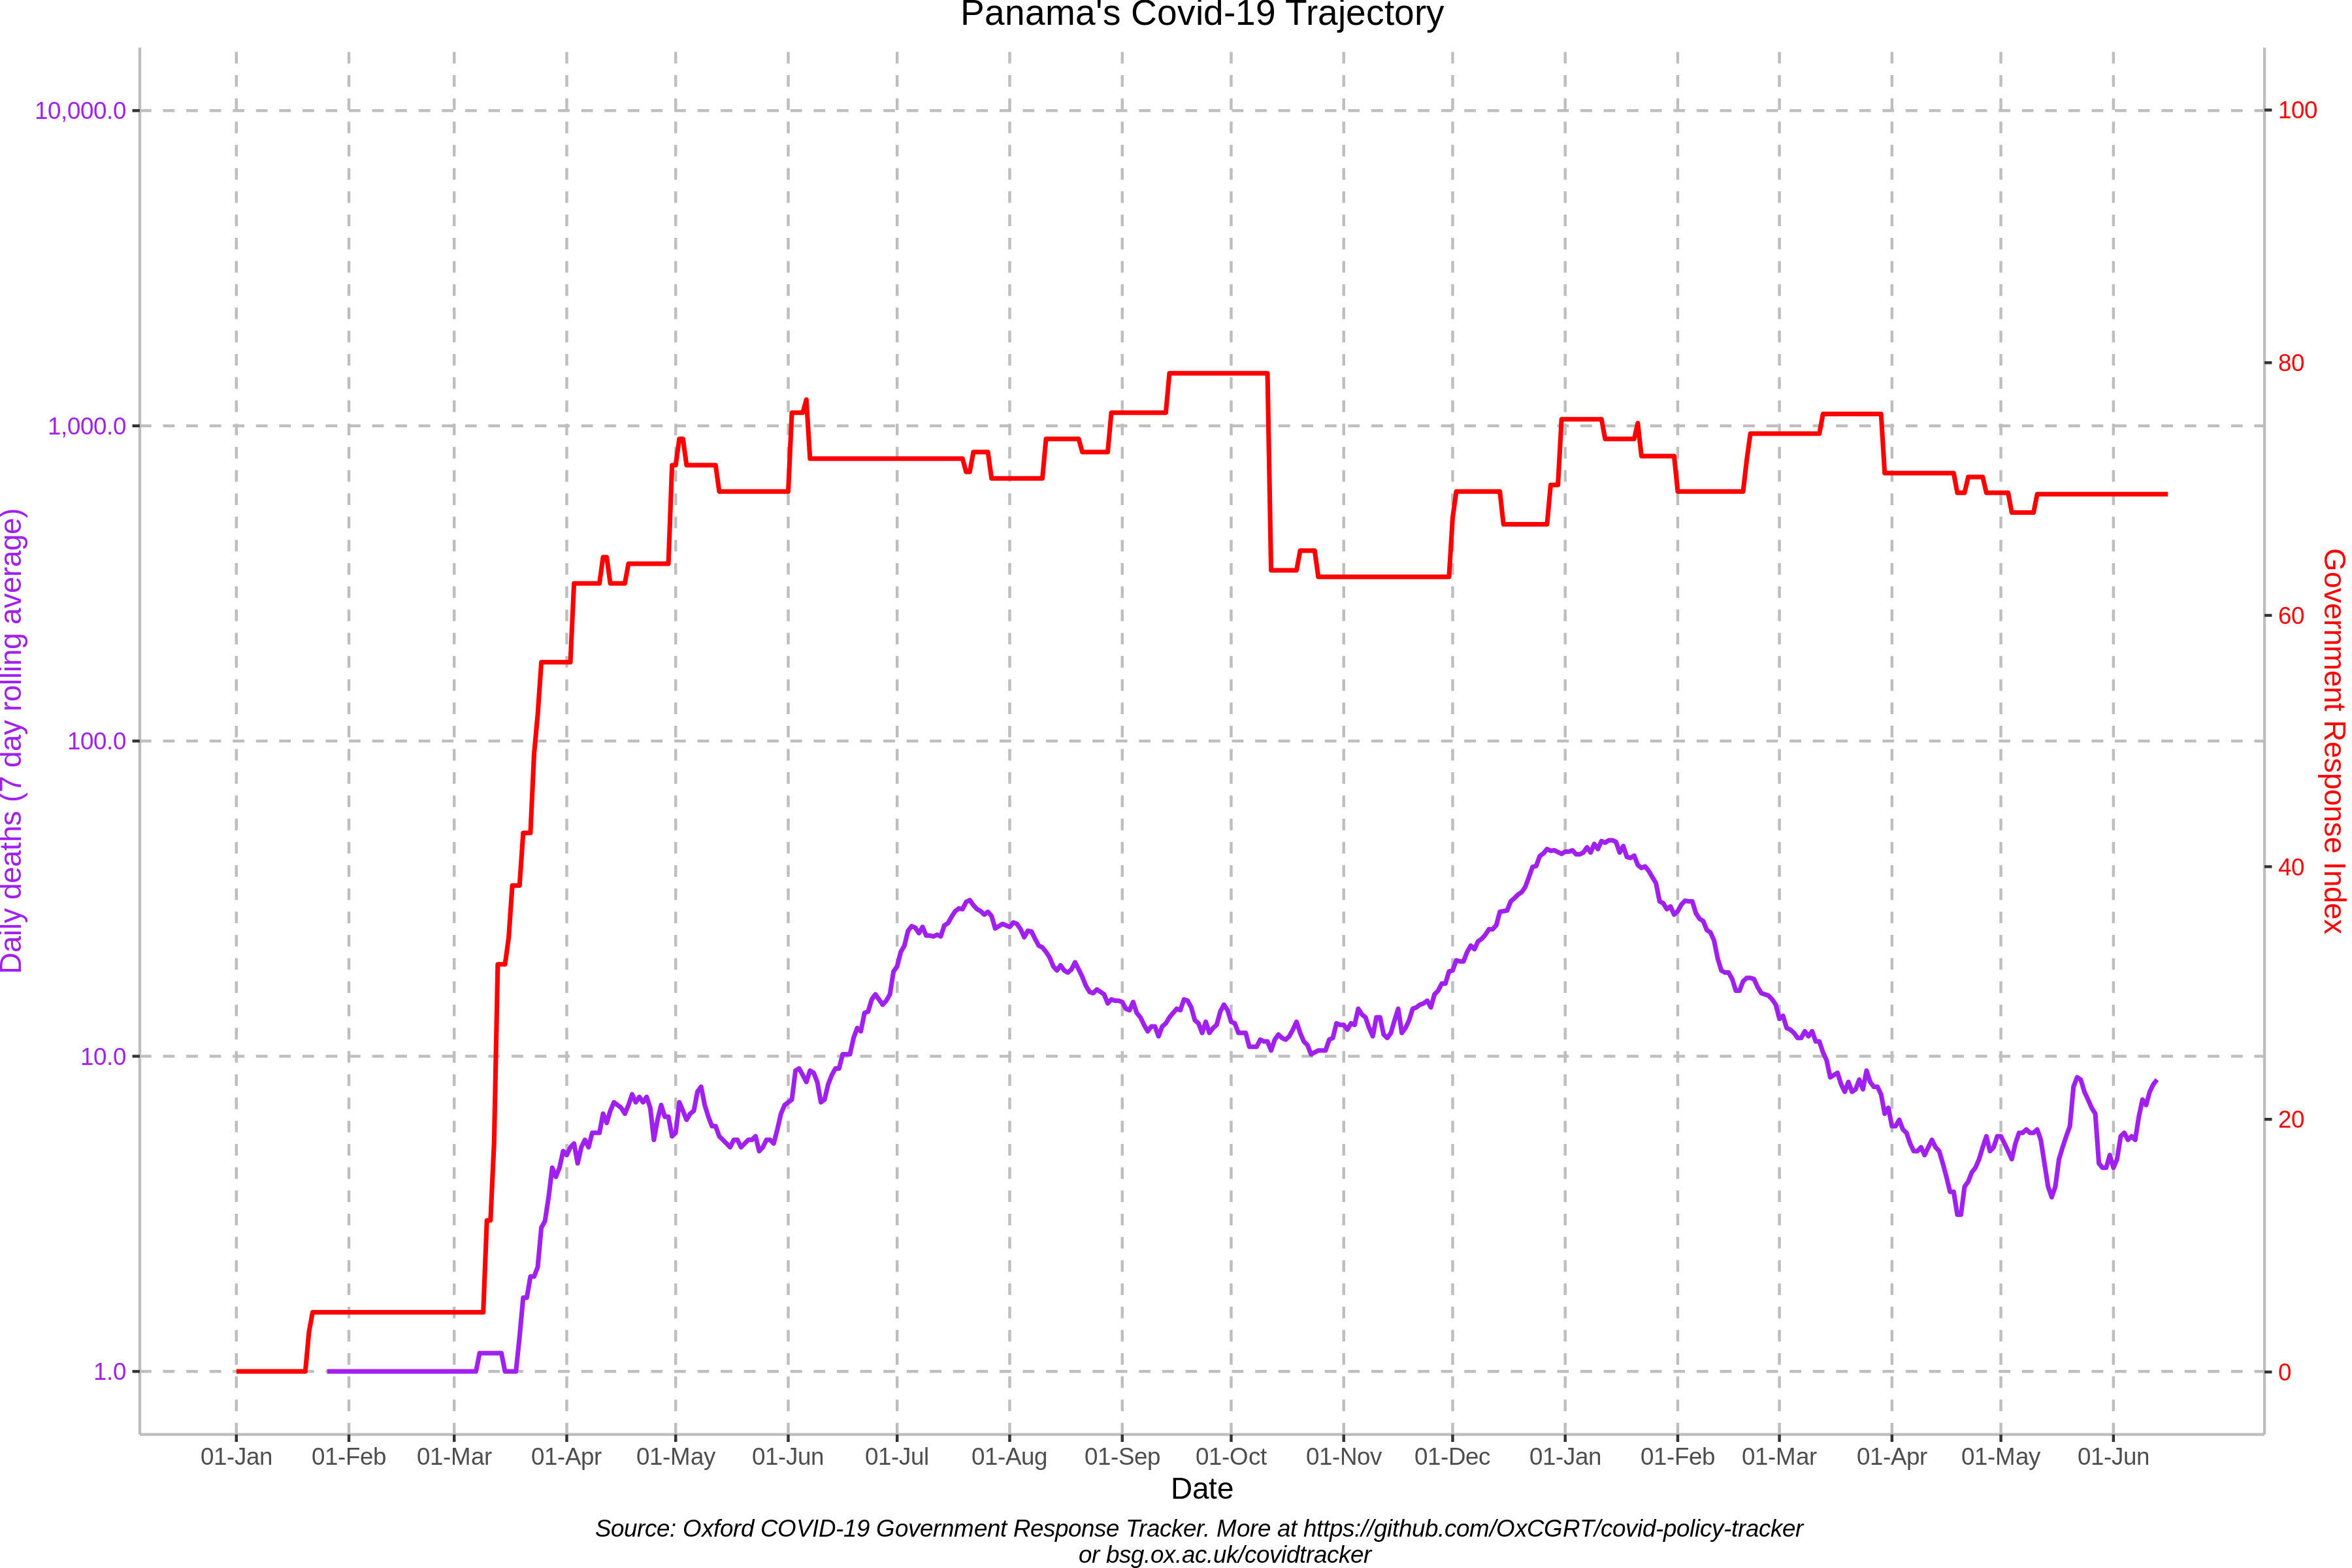 Panama's Covid-19 Trajectory
Daily deaths (7 day rolling average)
10,000.0
1,000.0
100.0
10.0
1.0
100
80
60
40
20
0
Government Response Index
01-Jan 01-Feb 01-Mar 01-Apr 01-May 01-Jun 01-Jul 01-Aug 01-Sep 01-Oct 01-Nov 01-Dec 01-Jan 01-Feb 01-Mar 01-Apr 01-May 01-Jun
Date
Source: Oxford COVID-19 Government Response Tracker. More at https://github.com/OxCGRT/covid-policy-tracker
or bsg.ox.ac.uk/covidtracker